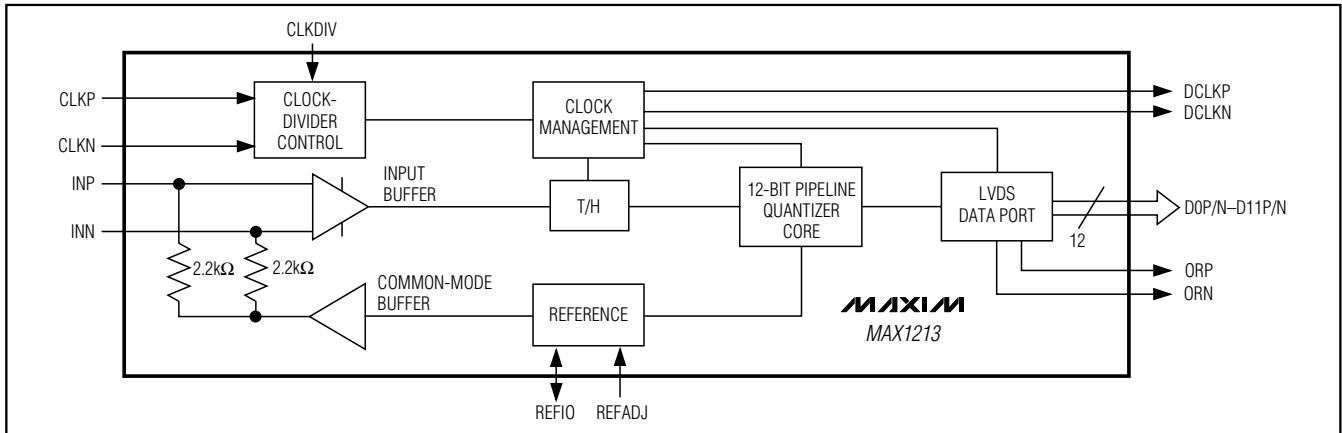 CLKDIV
CLKP
CLKN
CLOCK-
DIVIDER
CONTROL
CLOCK
MANAGEMENT
DCLKP
DCLKN
INP
INN
INPUT
BUFFER
T/H
12-BIT PIPELINE
QUANTIZER
CORE
LVDS
DATA PORT
12
D0P/N–D11P/N
2.2kΩ
2.2kΩ
COMMON-MODE
BUFFER
REFERENCE
ORP
ORN
MAXIM
MAX1213
REFIO
REFADJ